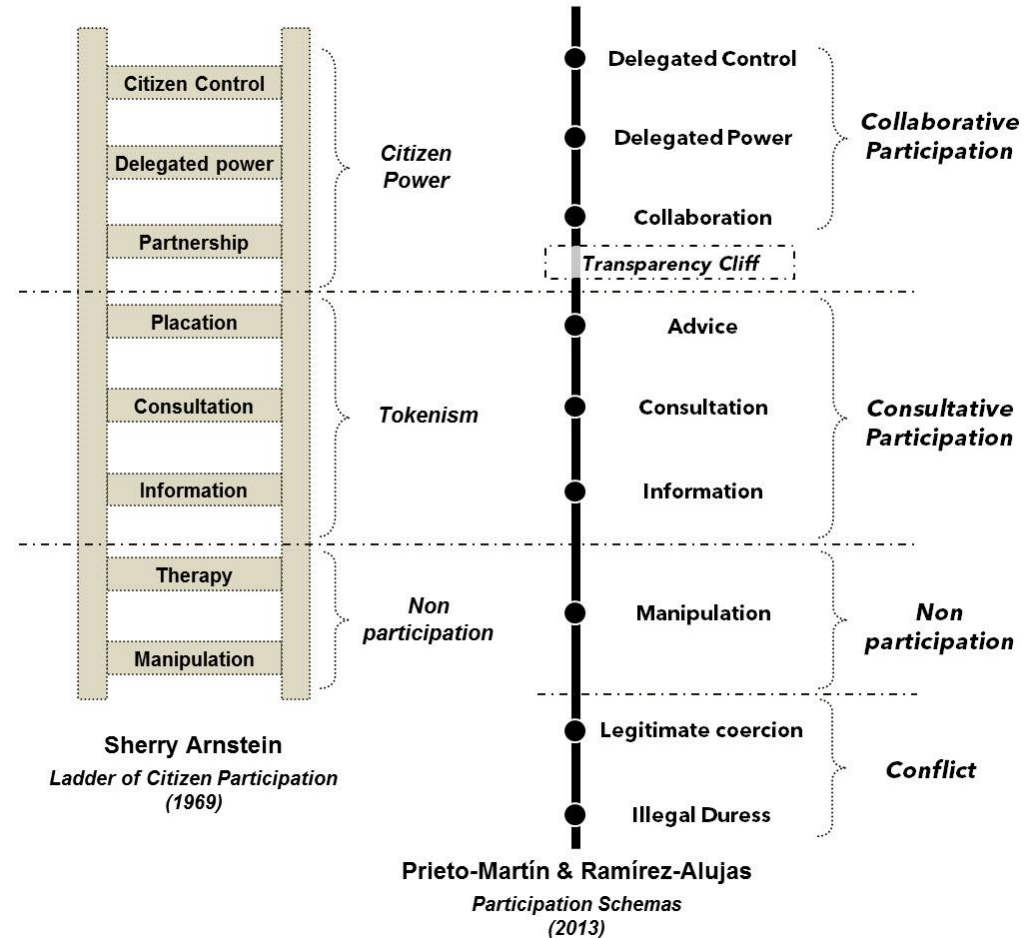 Citizen Control
Delegated power
Partnership
Citizen
Power
Placation
Consultation
Information
Tokenism
Therapy
Manipulation
Non
participation
Sherry Arnstein
Ladder of Citizen Participation
(1969)
Delegated Control
Delegated Power
Collaboration
Collaborative
Participation
Transparency Cliff
Advice
Consultation
Information
Consultative
Participation
Manipulation
Non
participation
Legitimate coercion
Illegal Duress
Conflict
Prieto-Martín & Ramírez-Alujas
Participation Schemas
(2013)